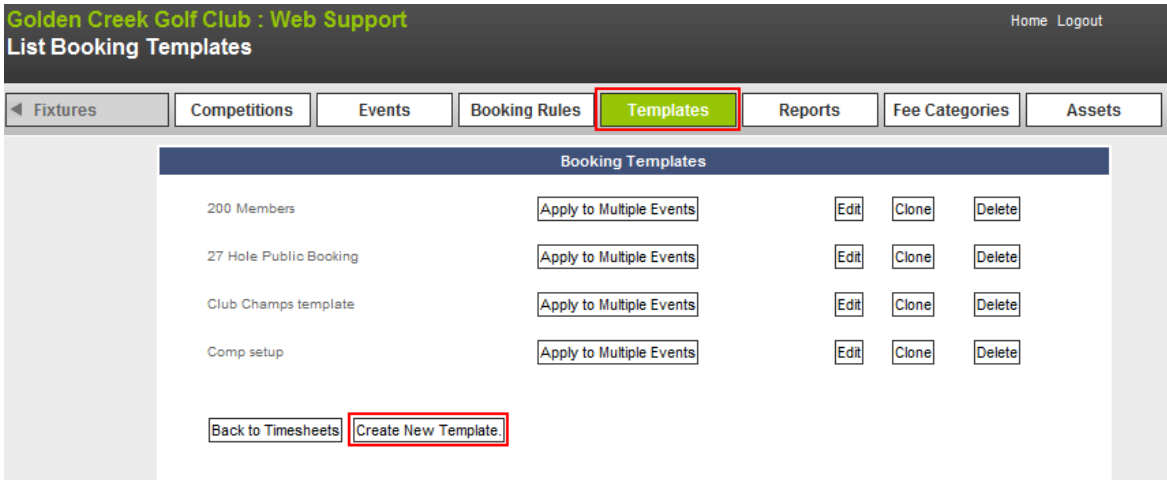 Golden Creek Golf Club : Web Support
Home Logout
List Booking Templates
Fixtures Competitions Events Booking Rules Templates Reports Fee Categories Assets
Booking Templates
200 Members Apply to Multiple Events Edit Clone Delete
27 Hole Public Booking Apply to Multiple Events Edit Clone Delete
Club Champs template Apply to Multiple Events Edit Clone Delete
Comp setup Apply to Multiple Events Edit Clone Delete
Back to Timesheets Create New Template.